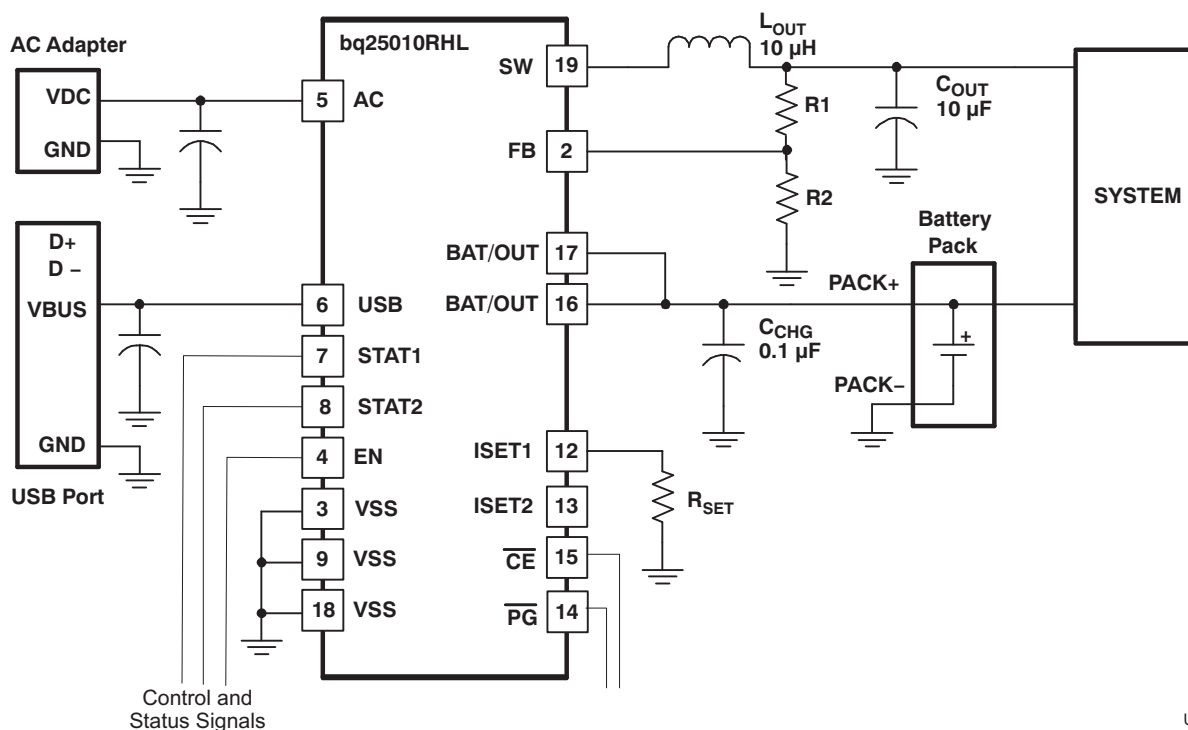 AC Adapter
VDC
GND
D+
D –
VBUS
GND
USB Port
bq25010RHL
5 AC
6 USB
7 STAT1
8 STAT2
4 EN
3 VSS
9 VSS
18 VSS
SW 19
FB 2
BAT/OUT 17
BAT/OUT 16
ISET1 12
ISET2 13
CE 15
PG 14
LOUT
10 µH
R1
R2
COUT
10 µF
SYSTEM
Battery
Pack
PACK+
+
PACK–
CCHG
0.1 µF
RSET
Control and
Status Signals
U